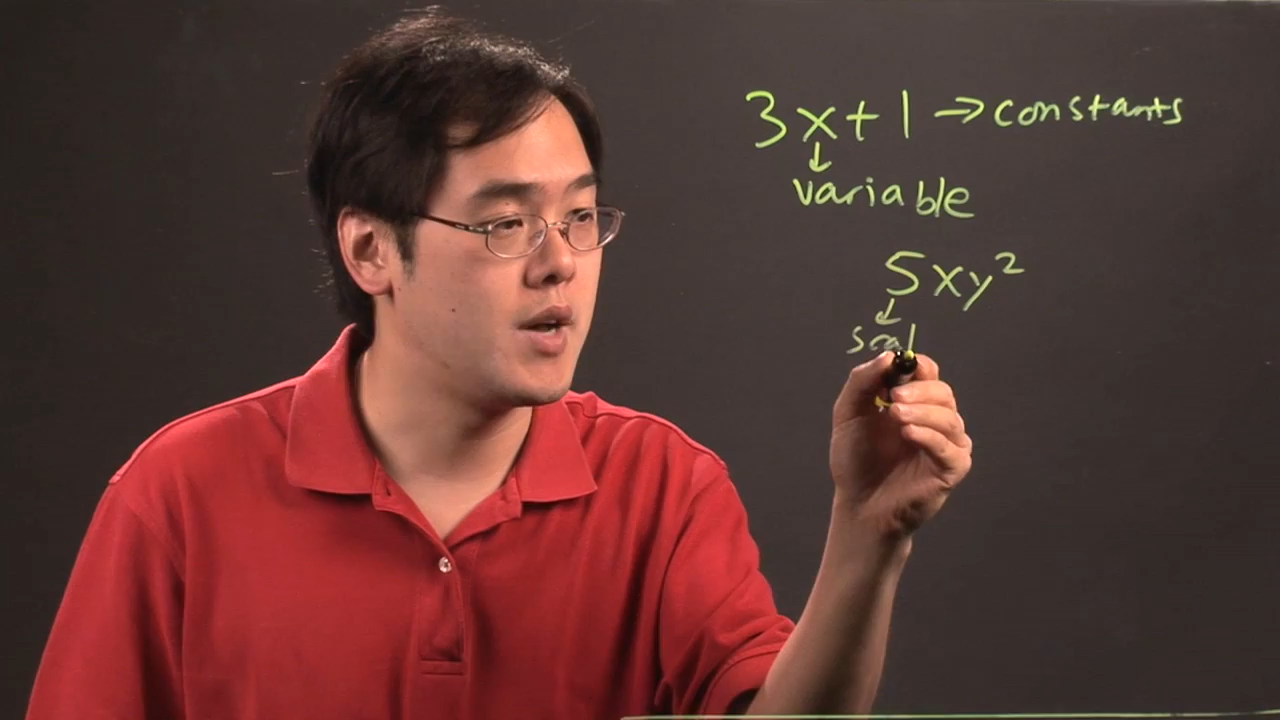 3x+1 → constants
↓
variable
5xy²
↓
scal